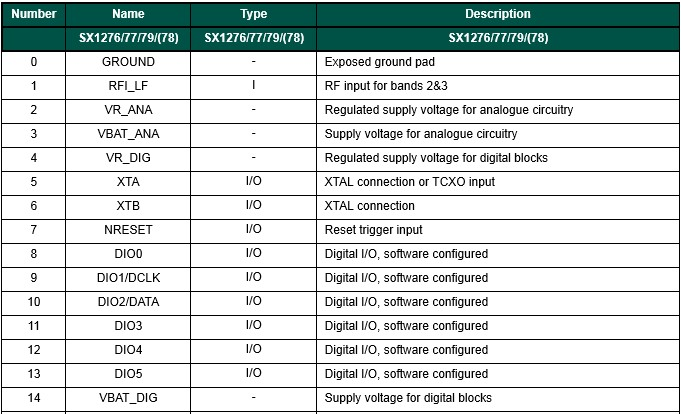 Number Name Type Description
SX1276/77/79/(78) SX1276/77/79/(78) SX1276/77/79/(78)
0 GROUND - Exposed ground pad
1 RFI_LF I RF input for bands 2&3
2 VR_ANA - Regulated supply voltage for analogue circuitry
3 VBAT_ANA - Supply voltage for analogue circuitry
4 VR_DIG - Regulated supply voltage for digital blocks
5 XTA I/O XTAL connection or TCXO input
6 XTB I/O XTAL connection
7 NRESET I/O Reset trigger input
8 DIO0 I/O Digital I/O, software configured
9 DIO1/DCLK I/O Digital I/O, software configured
10 DIO2/DATA I/O Digital I/O, software configured
11 DIO3 I/O Digital I/O, software configured
12 DIO4 I/O Digital I/O, software configured
13 DIO5 I/O Digital I/O, software configured
14 VBAT_DIG - Supply voltage for digital blocks